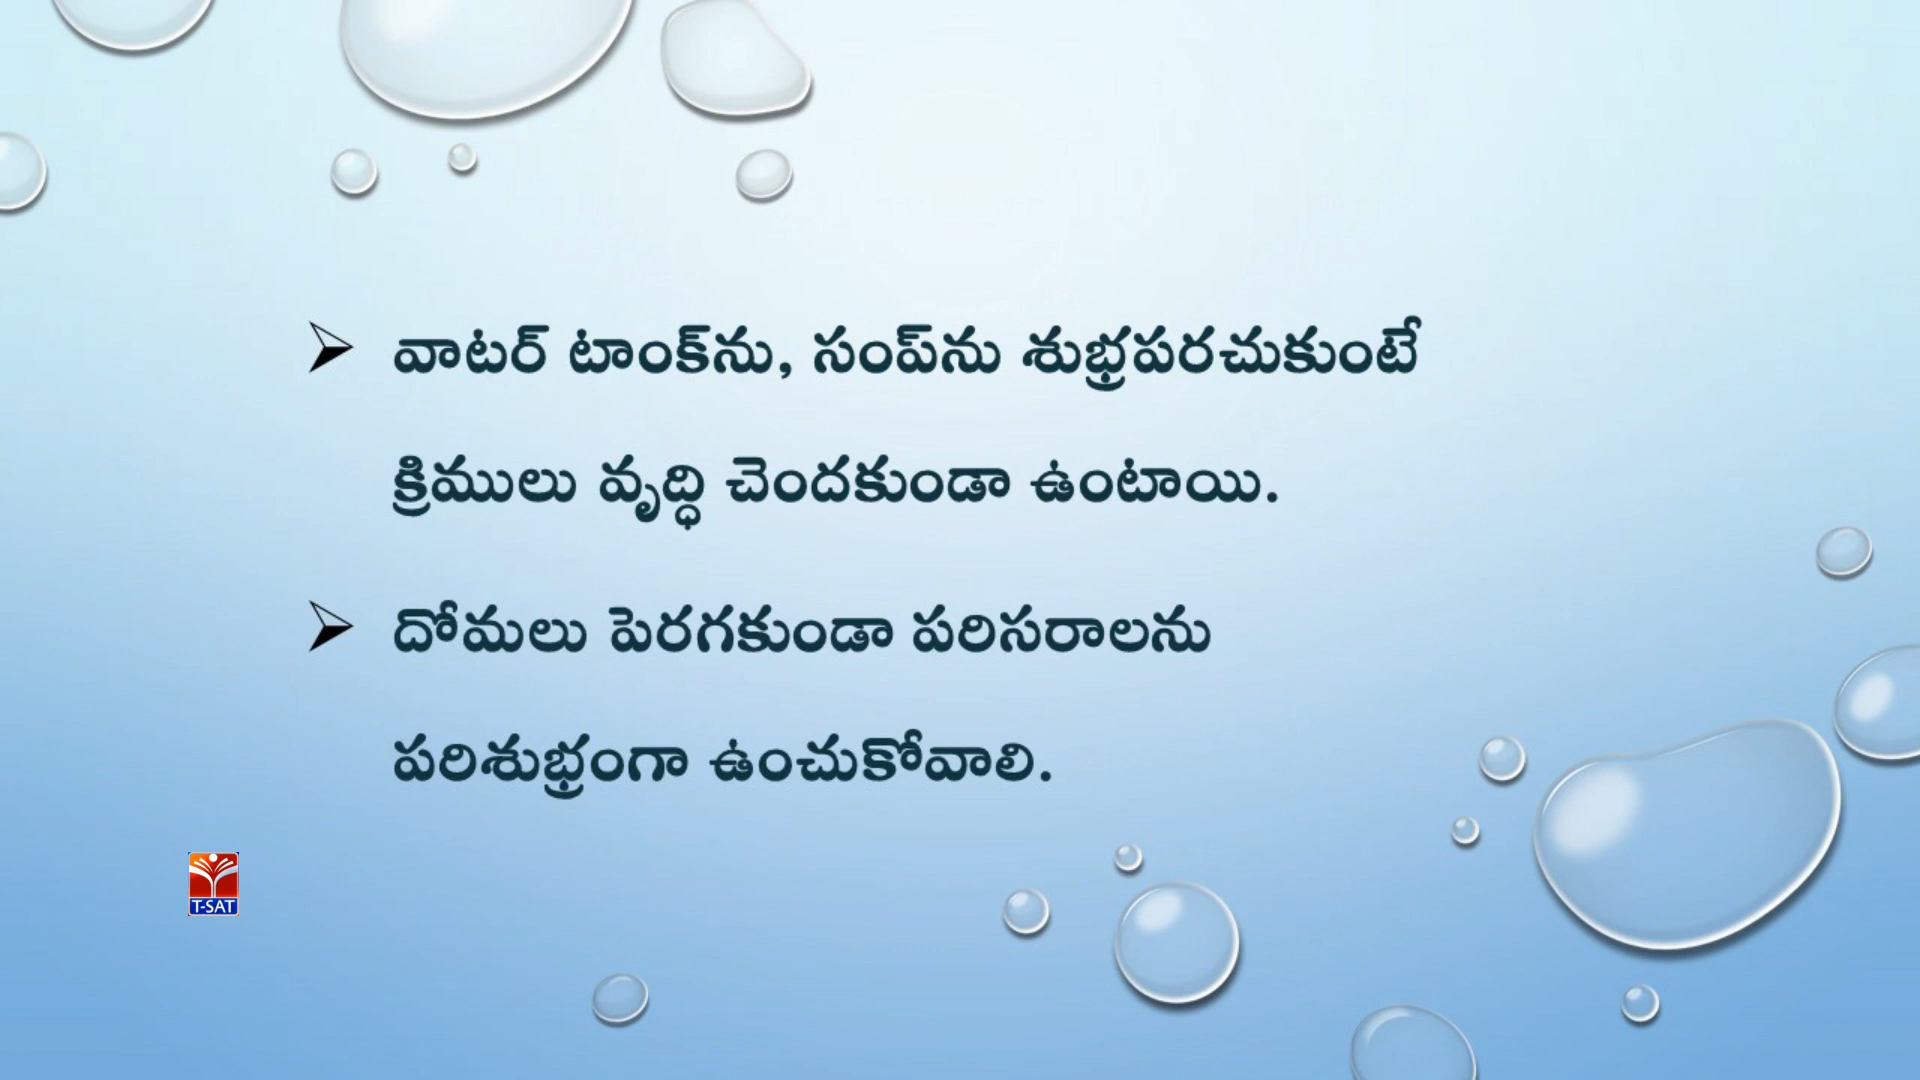 వాటర్ టాంక్‌ను, సంప్‌ను శుభ్రపరచుకుంటే
క్రిములు వృద్ధి చెందకుండా ఉంటాయి.
దోమలు పెరగకుండా పరిసరాలను
పరిశుభ్రంగా ఉంచుకోవాలి.
T-SAT